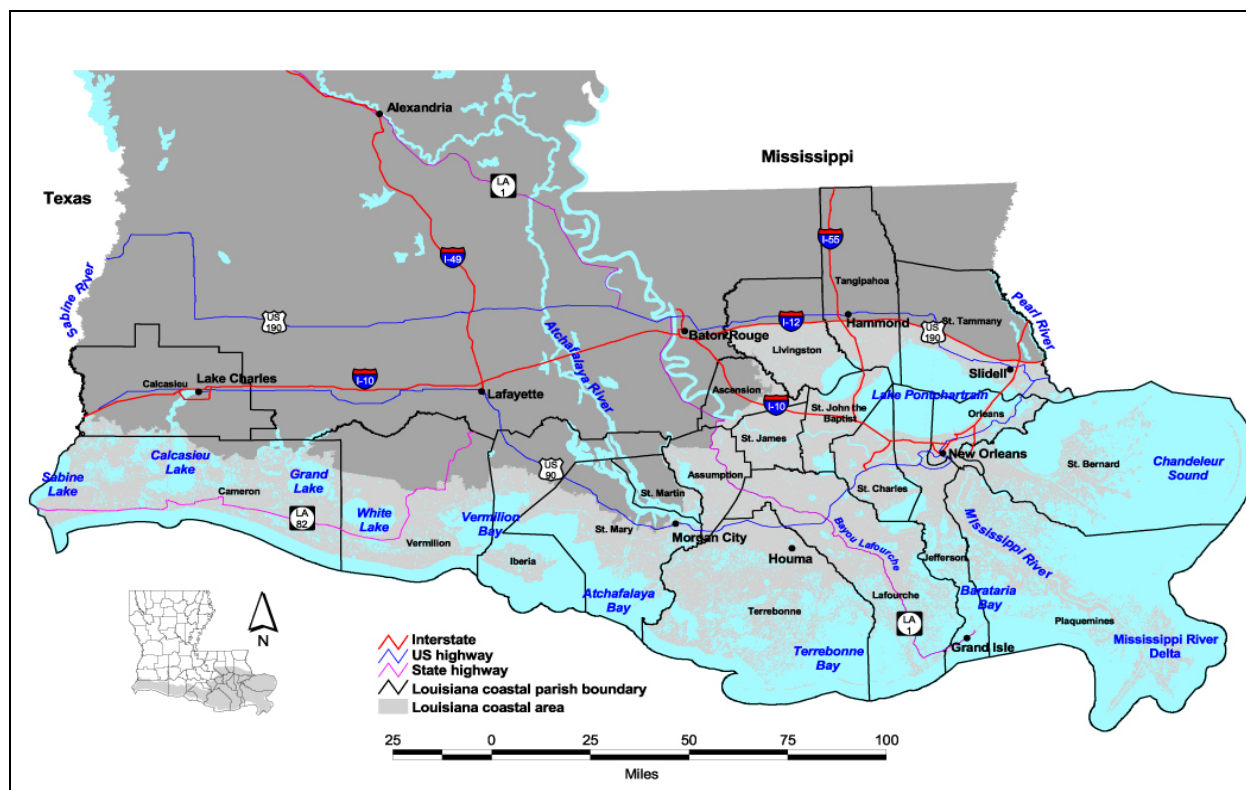 Alexandria
Mississippi
Texas
LA
1
I-55
I-49
Tangipahoa
Sabine River
Pearl River
US
190
I-12
Hammond
US
190
St. Tammany
Atchafalaya River
Baton Rouge
Livingston
Slidell
Calcasieu
Lake Charles
I-10
Lafayette
Ascension
I-10
Lake Pontchartrain
St. John the
Baptist
Orleans
St. James
New Orleans
Calcasieu
Lake
Sabine
Lake
Grand
Lake
Cameron
US
90
Assumption
St. Bernard
Chandeleur
Sound
St. Martin
St. Charles
White
Lake
LA
82
Vermilion
Bay
Vermilion
St. Mary
Morgan City
Bayou Lafourche
Mississippi River
Houma
Jefferson
Iberia
Atchafalaya
Bay
Lafourche
Barataria
Bay
Terrebonne
Plaquemines
LA
1
Grand Isle
Mississippi River
Delta
Terrebonne
Bay
N
Interstate
US highway
State highway
Louisiana coastal parish boundary
Louisiana coastal area
25 0 25 50 75 100
Miles